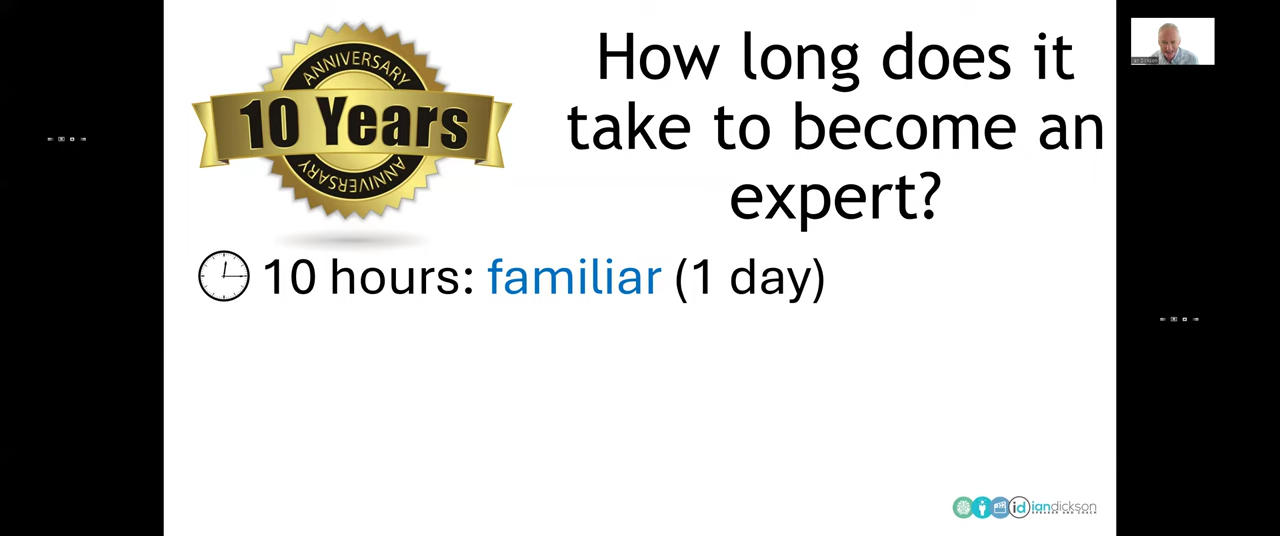 ANNIVERSARY
10 Years
ANNIVERSARY
How long does it
take to become an
expert?
10 hours: familiar (1 day)
id iandickson